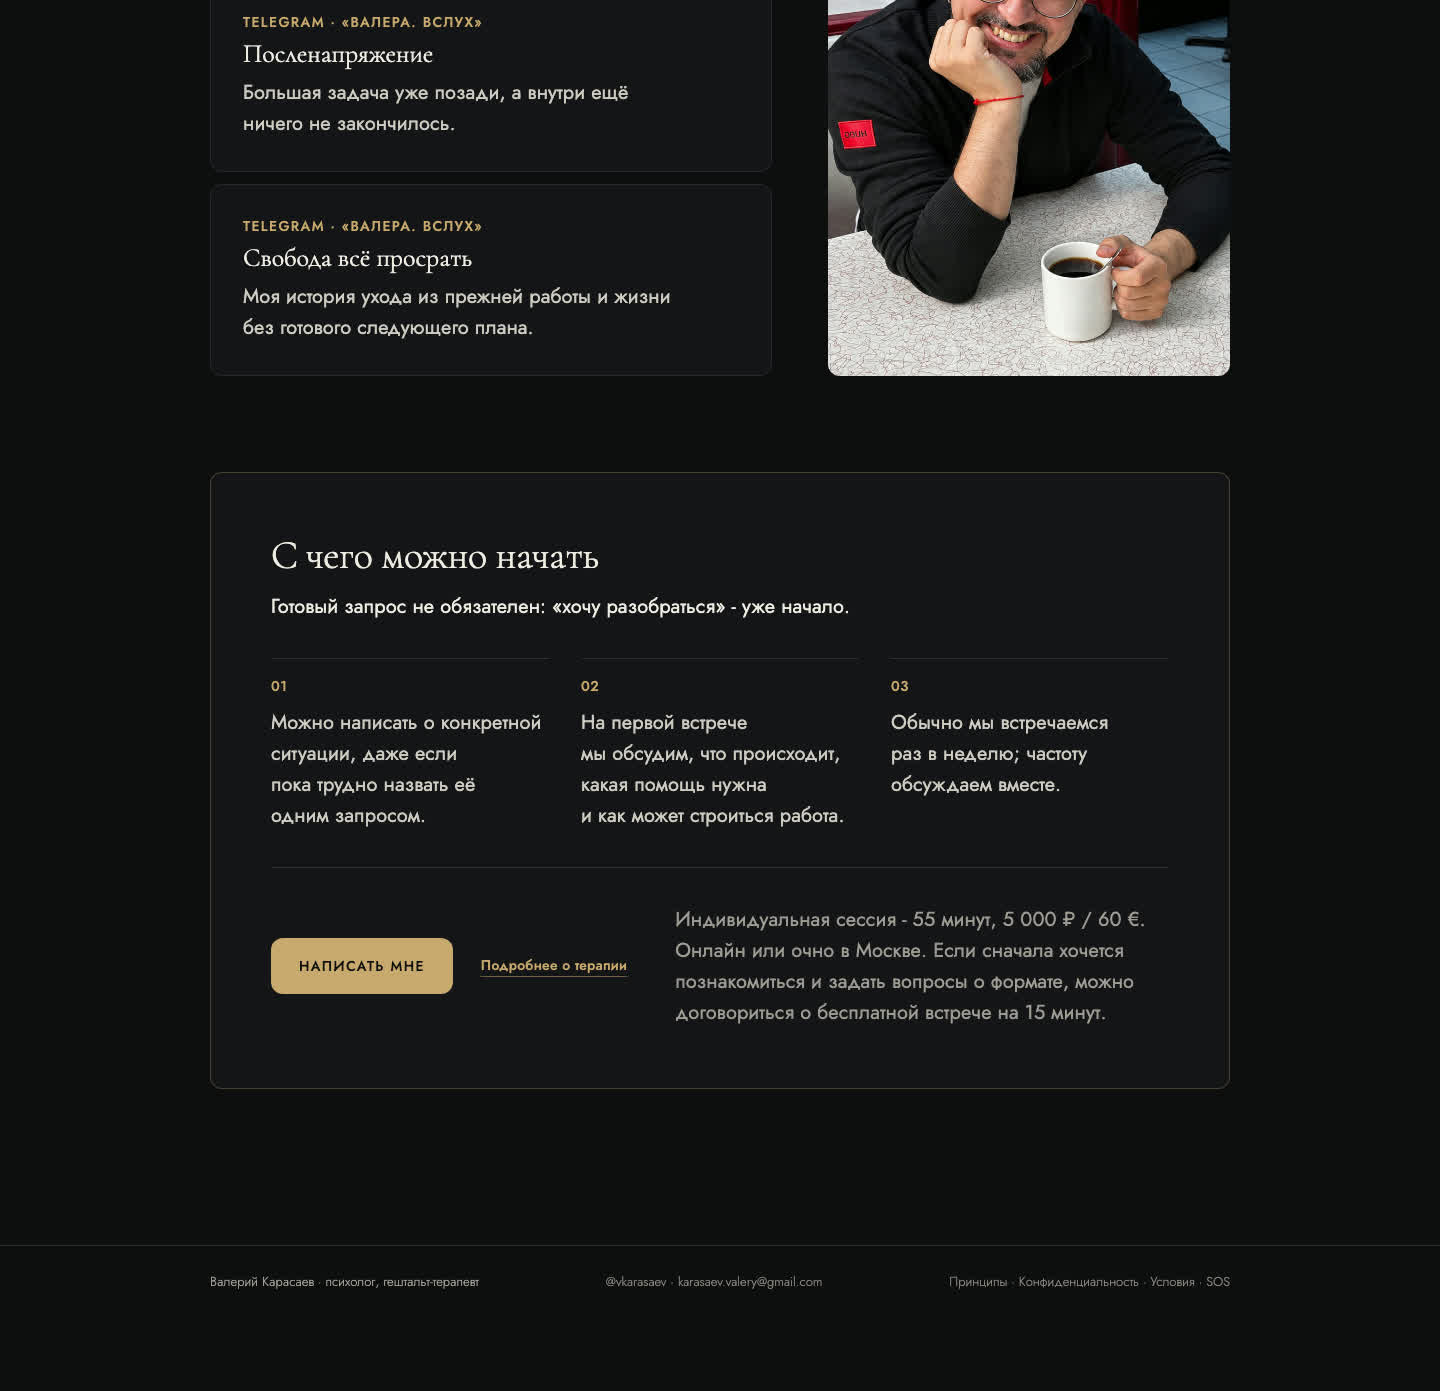 TELEGRAM · «ВАЛЕРА. ВСЛУХ»
Посленапряжение
Большая задача уже позади, а внутри ещё
ничего не закончилось.
TELEGRAM · «ВАЛЕРА. ВСЛУХ»
Свобода всё просрать
Моя история ухода из прежней работы и жизни
без готового следующего плана.
С чего можно начать
Готовый запрос не обязателен: «хочу разобраться» - уже начало.
01
Можно написать о конкретной
ситуации, даже если
пока трудно назвать её
одним запросом.
02
На первой встрече
мы обсудим, что происходит,
какая помощь нужна
и как может строиться работа.
03
Обычно мы встречаемся
раз в неделю; частоту
обсуждаем вместе.
НАПИСАТЬ МНЕ
Подробнее о терапии
Индивидуальная сессия - 55 минут, 5 000 ₽ / 60 €.
Онлайн или очно в Москве. Если сначала хочется
познакомиться и задать вопросы о формате, можно
договориться о бесплатной встрече на 15 минут.
Валерий Карасаев · психолог, гештальт-терапевт
@vkarasaev · karasaev.valery@gmail.com
Принципы · Конфиденциальность · Условия · SOS